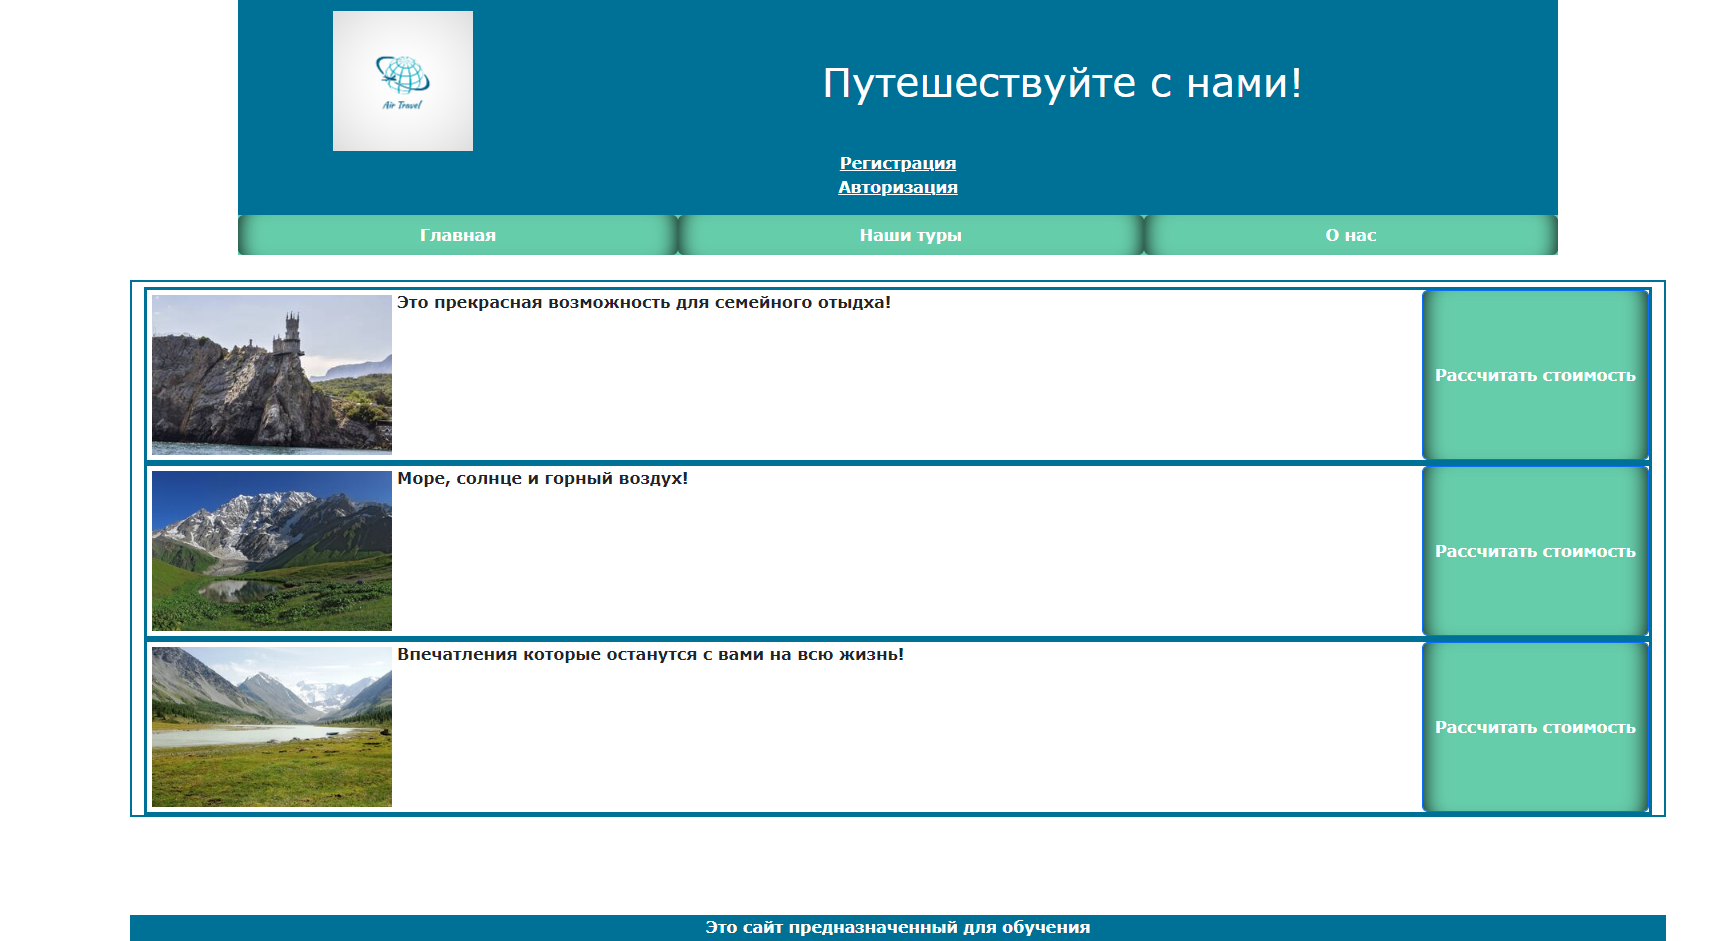 Air Travel
Путешествуйте с нами!
Регистрация
Авторизация
Главная
Наши туры
О нас
Это прекрасная возможность для семейного отыдха!
Рассчитать стоимость
Море, солнце и горный воздух!
Рассчитать стоимость
Впечатления которые останутся с вами на всю жизнь!
Рассчитать стоимость
Это сайт предназначенный для обучения